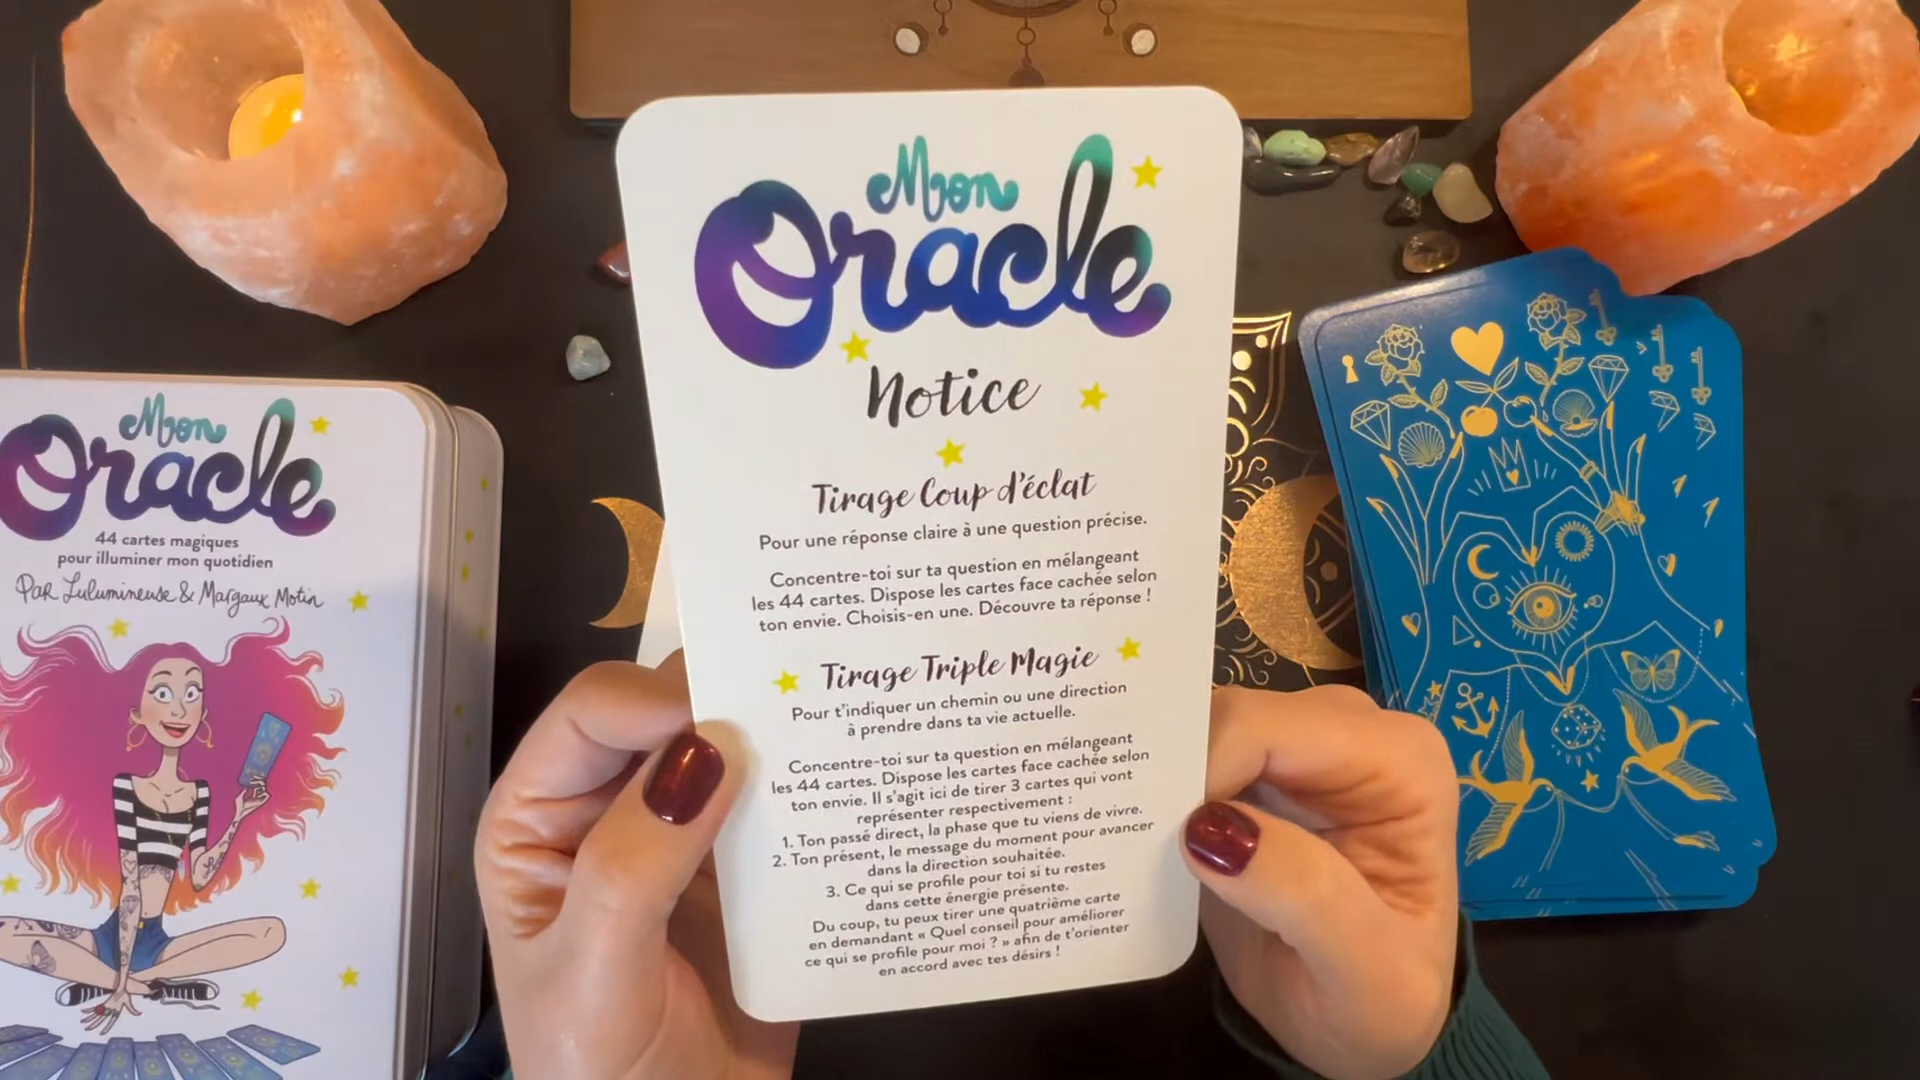 Mon
Oracle
Notice
Tirage Coup d'éclat
Pour une réponse claire à une question précise.
Concentre-toi sur ta question en mélangeant
les 44 cartes. Dispose les cartes face cachée selon
ton envie. Choisis-en une. Découvre ta réponse !
Tirage Triple Magie
Pour t'indiquer un chemin ou une direction
à prendre dans ta vie actuelle.
Concentre-toi sur ta question en mélangeant
les 44 cartes. Dispose les cartes face cachée selon
ton envie. Il s'agit ici de tirer 3 cartes qui vont
représenter respectivement :
1. Ton passé direct, la phase que tu viens de vivre.
2. Ton présent, le message du moment pour avancer
dans la direction souhaitée.
3. Ce qui se profile pour toi si tu restes
dans cette énergie présente.
Du coup, tu peux tirer une quatrième carte
en demandant « Quel conseil pour améliorer
ce qui se profile pour moi ? » afin de t'orienter
en accord avec tes désirs !
Mon
Oracle
44 cartes magiques
pour illuminer mon quotidien
Par Lulumineuse & Margaux Motin